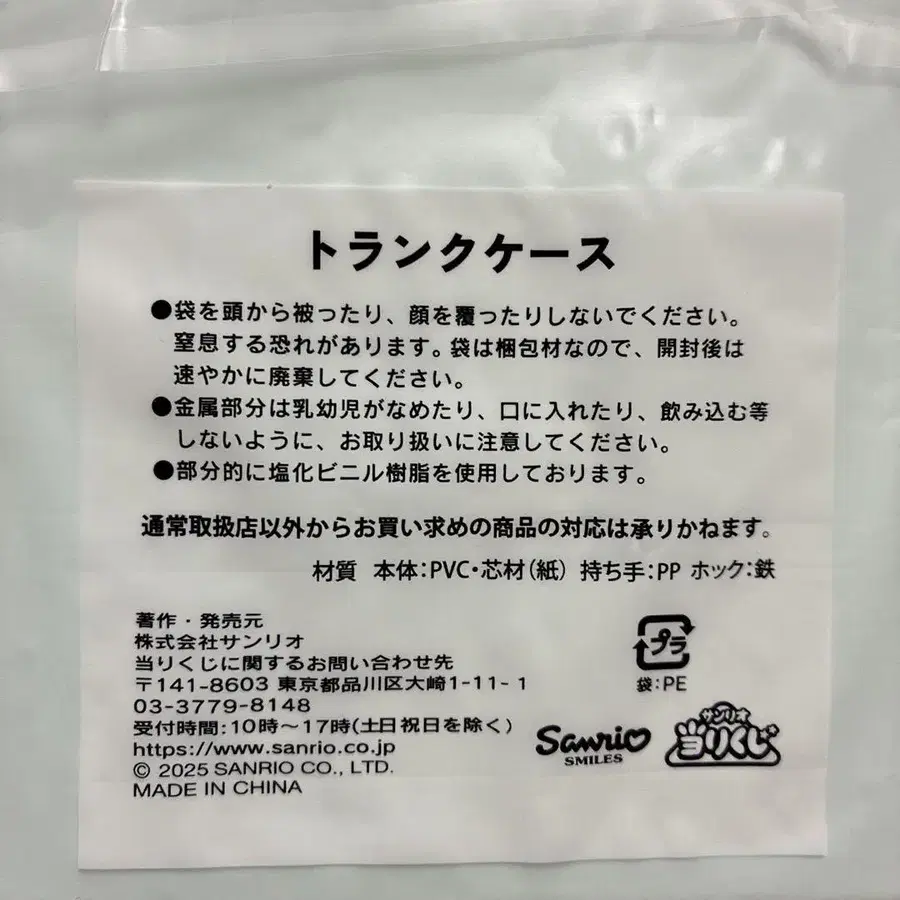 トランクケース
●袋を頭から被ったり、顔を覆ったりしないでください。
窒息する恐れがあります。袋は梱包材なので、開封後は
速やかに廃棄してください。
●金属部分は乳幼児がなめたり、口に入れたり、飲み込む等
しないように、お取り扱いに注意してください。
●部分的に塩化ビニル樹脂を使用しております。
通常取扱店以外からお買い求めの商品の対応は承りかねます。
材質 本体:PVC・芯材(紙) 持ち手:PP ホック:鉄
著作・発売元
株式会社サンリオ
当りくじに関するお問い合わせ先
〒141-8603 東京都品川区大崎1-11-1
03-3779-8148
受付時間:10時〜17時(土日祝日を除く)
https://www.sanrio.co.jp
© 2025 SANRIO CO., LTD.
MADE IN CHINA
プラ
袋:PE
Sanrio
SMILES
サンリオ
当りくじ